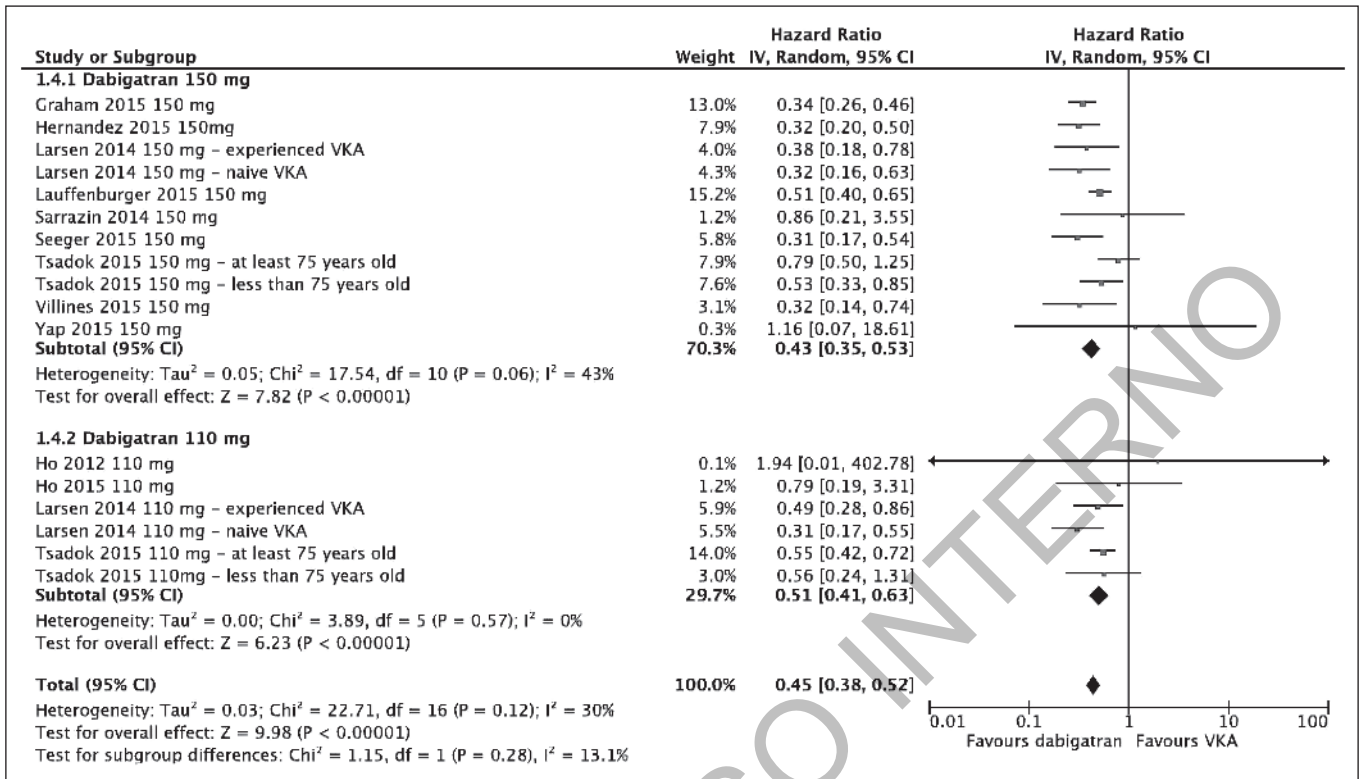 Hazard Ratio Hazard Ratio
Study or Subgroup Weight IV, Random, 95% CI IV, Random, 95% CI
1.4.1 Dabigatran 150 mg
Graham 2015 150 mg 13.0% 0.34 [0.26, 0.46]
Hernandez 2015 150mg 7.9% 0.32 [0.20, 0.50]
Larsen 2014 150 mg – experienced VKA 4.0% 0.38 [0.18, 0.78]
Larsen 2014 150 mg – naive VKA 4.3% 0.32 [0.16, 0.63]
Lauffenburger 2015 150 mg 15.2% 0.51 [0.40, 0.65]
Sarrazin 2014 150 mg 1.2% 0.86 [0.21, 3.55]
Seeger 2015 150 mg 5.8% 0.31 [0.17, 0.54]
Tsadok 2015 150 mg – at least 75 years old 7.9% 0.79 [0.50, 1.25]
Tsadok 2015 150 mg – less than 75 years old 7.6% 0.53 [0.33, 0.85]
Villines 2015 150 mg 3.1% 0.32 [0.14, 0.74]
Yap 2015 150 mg 0.3% 1.16 [0.07, 18.61]
Subtotal (95% CI) 70.3% 0.43 [0.35, 0.53]
Heterogeneity: Tau² = 0.05; Chi² = 17.54, df = 10 (P = 0.06); I² = 43%
Test for overall effect: Z = 7.82 (P < 0.00001)
1.4.2 Dabigatran 110 mg
Ho 2012 110 mg 0.1% 1.94 [0.01, 402.78]
Ho 2015 110 mg 1.2% 0.79 [0.19, 3.31]
Larsen 2014 110 mg – experienced VKA 5.9% 0.49 [0.28, 0.86]
Larsen 2014 110 mg – naive VKA 5.5% 0.31 [0.17, 0.55]
Tsadok 2015 110 mg – at least 75 years old 14.0% 0.55 [0.42, 0.72]
Tsadok 2015 110mg – less than 75 years old 3.0% 0.56 [0.24, 1.31]
Subtotal (95% CI) 29.7% 0.51 [0.41, 0.63]
Heterogeneity: Tau² = 0.00; Chi² = 3.89, df = 5 (P = 0.57); I² = 0%
Test for overall effect: Z = 6.23 (P < 0.00001)
Total (95% CI) 100.0% 0.45 [0.38, 0.52]
Heterogeneity: Tau² = 0.03; Chi² = 22.71, df = 16 (P = 0.12); I² = 30%
Test for overall effect: Z = 9.98 (P < 0.00001)
Test for subgroup differences: Chi² = 1.15, df = 1 (P = 0.28), I² = 13.1%
0.01 0.1 1 10 100
Favours dabigatran Favours VKA
SO INTERNO